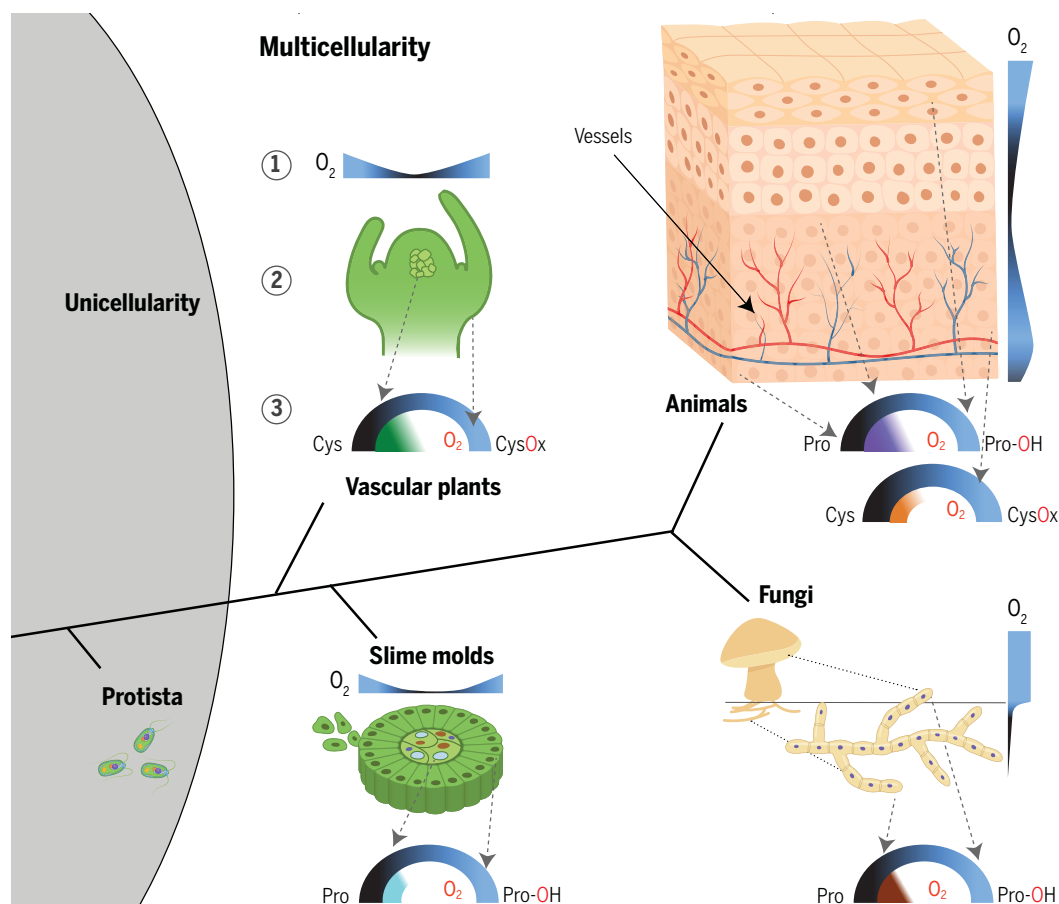 Multicellularity
O2
Vessels
1
O2
2
Unicellularity
3
Animals
Cys
O2
CysOx
Pro
O2
Pro-OH
Vascular plants
Cys
O2
CysOx
Fungi
O2
Slime molds
O2
Protista
Pro
O2
Pro-OH
Pro
O2
Pro-OH